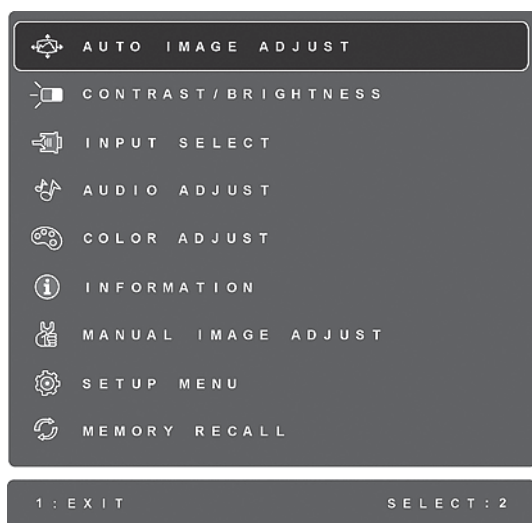 AUTO IMAGE ADJUST
CONTRAST/BRIGHTNESS
INPUT SELECT
AUDIO ADJUST
COLOR ADJUST
INFORMATION
MANUAL IMAGE ADJUST
SETUP MENU
MEMORY RECALL
1:EXIT SELECT:2